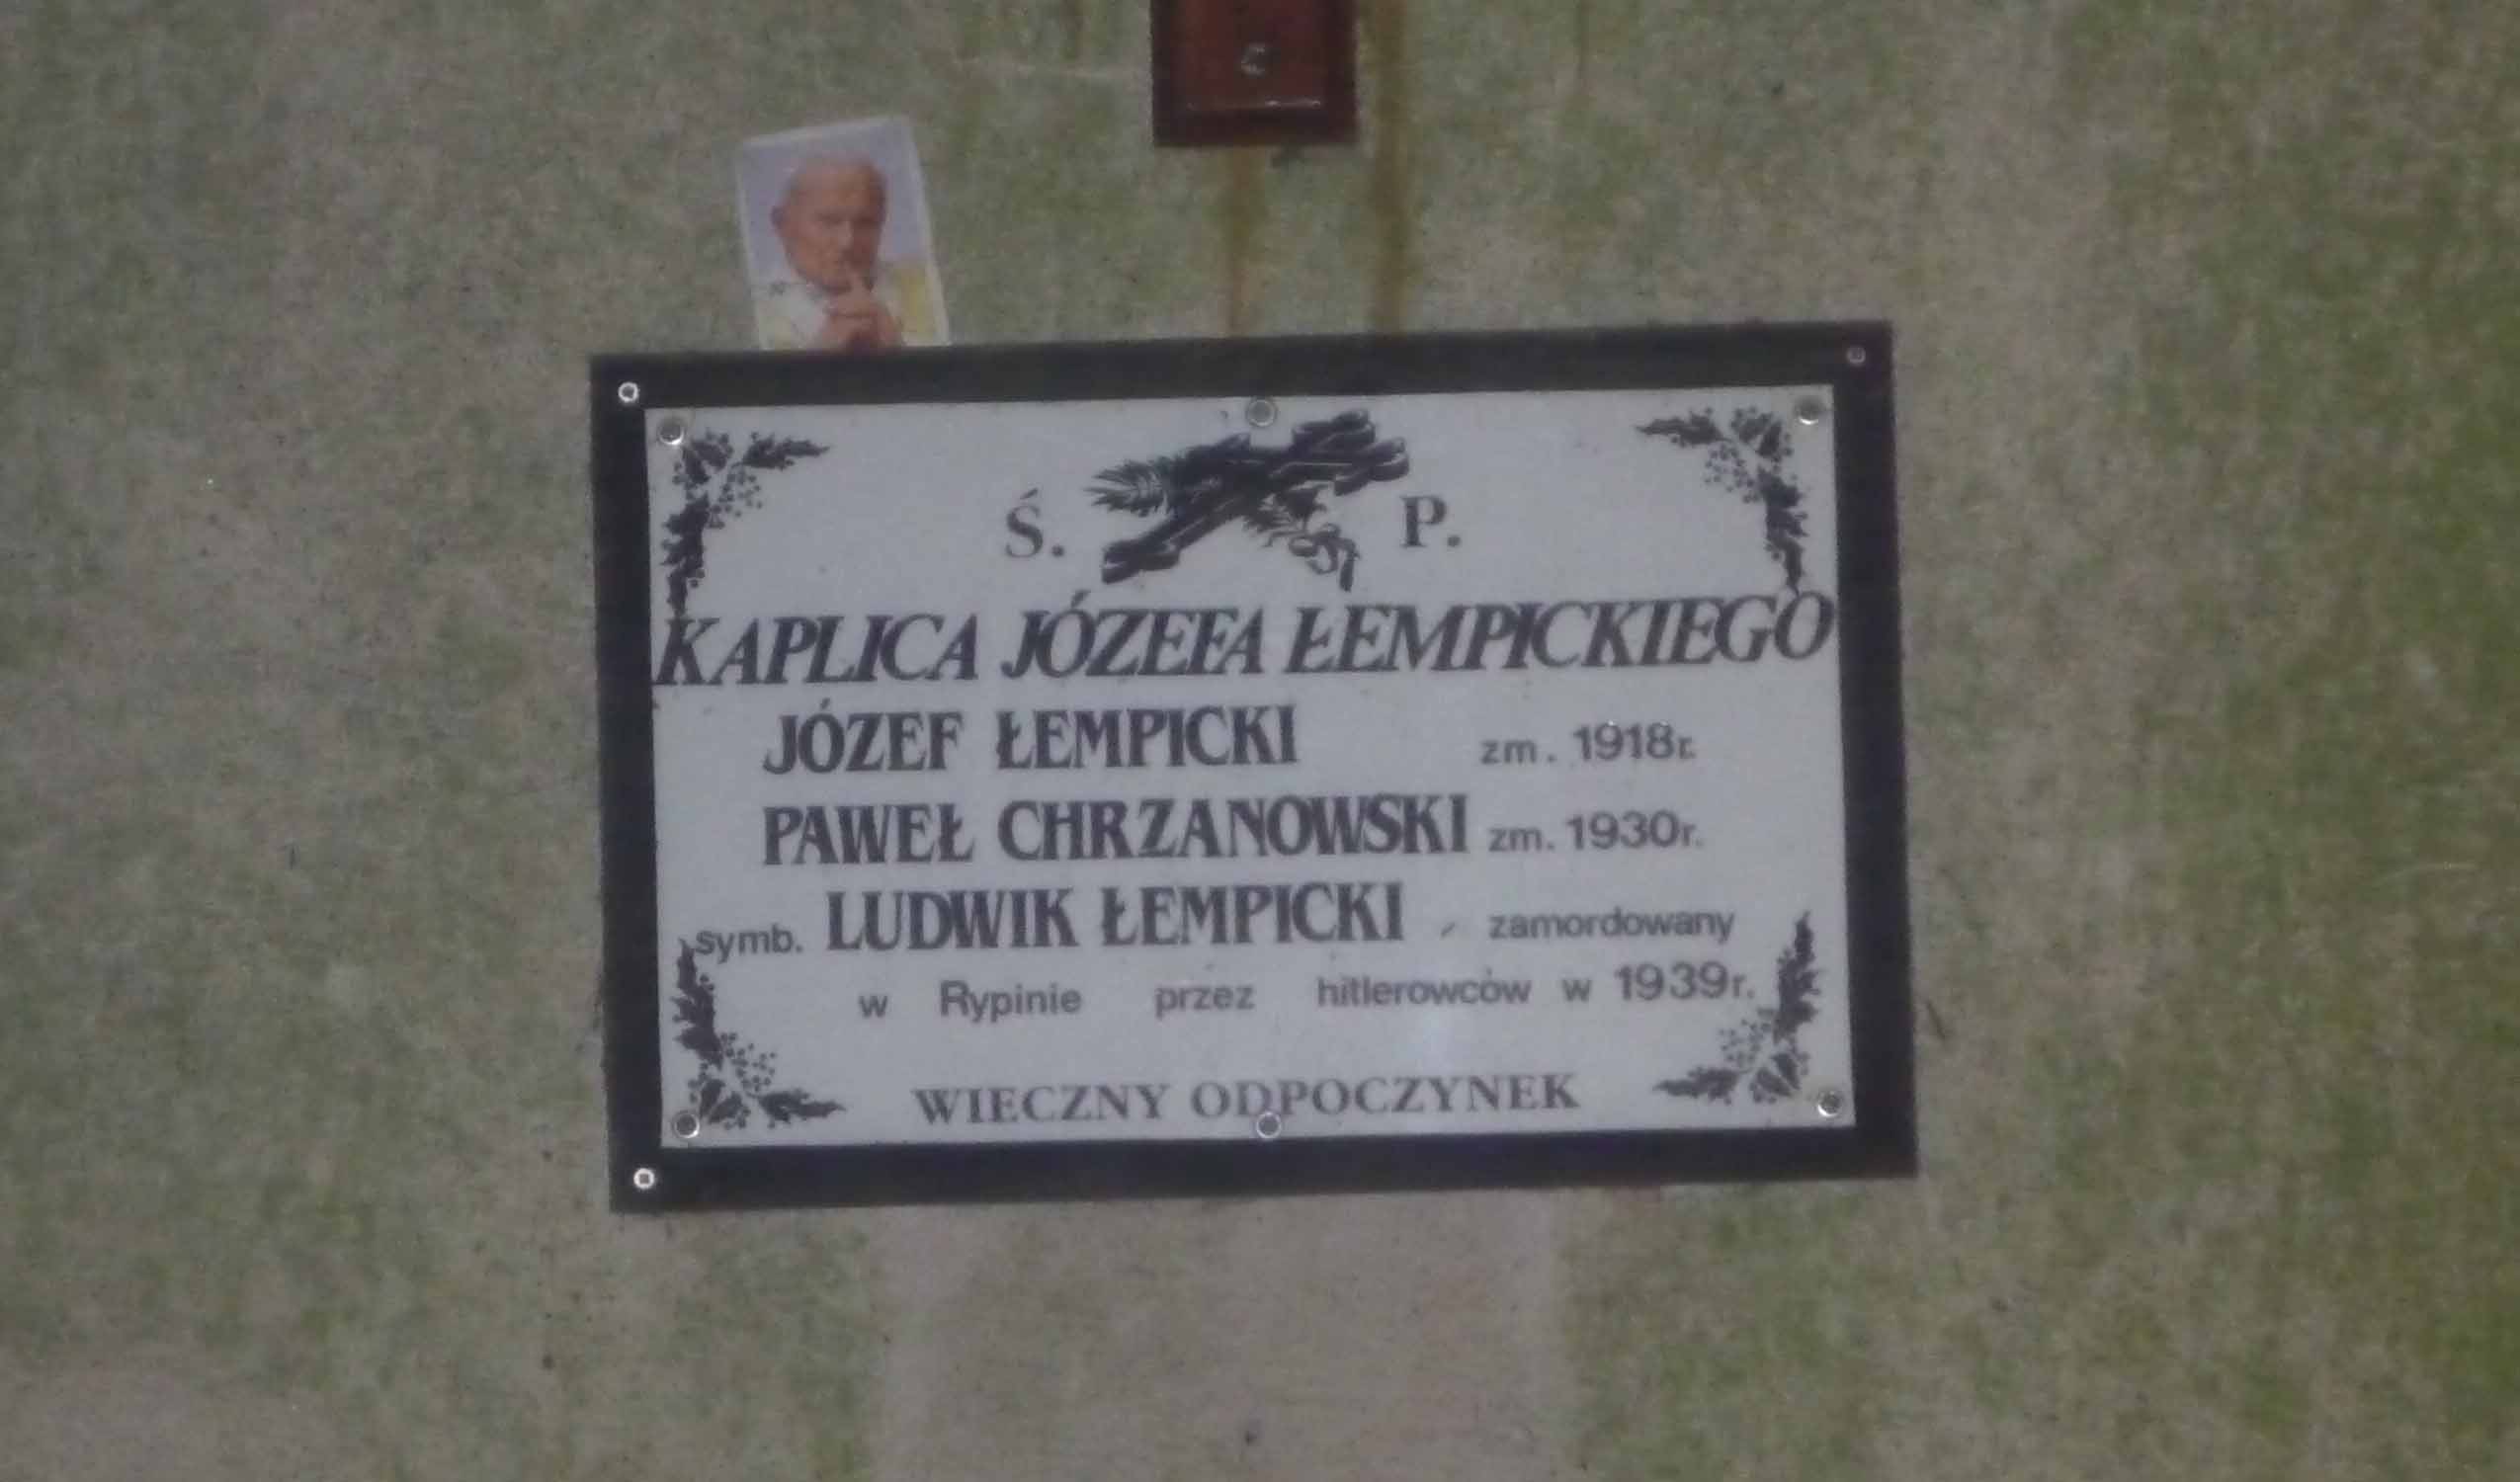 Ś. P.
KAPLICA JÓZEFA ŁEMPICKIEGO
JÓZEF ŁEMPICKI zm. 1918r.
PAWEŁ CHRZANOWSKI zm. 1930r.
symb. LUDWIK ŁEMPICKI - zamordowany
w Rypinie przez hitlerowców w 1939r.
WIECZNY ODPOCZYNEK